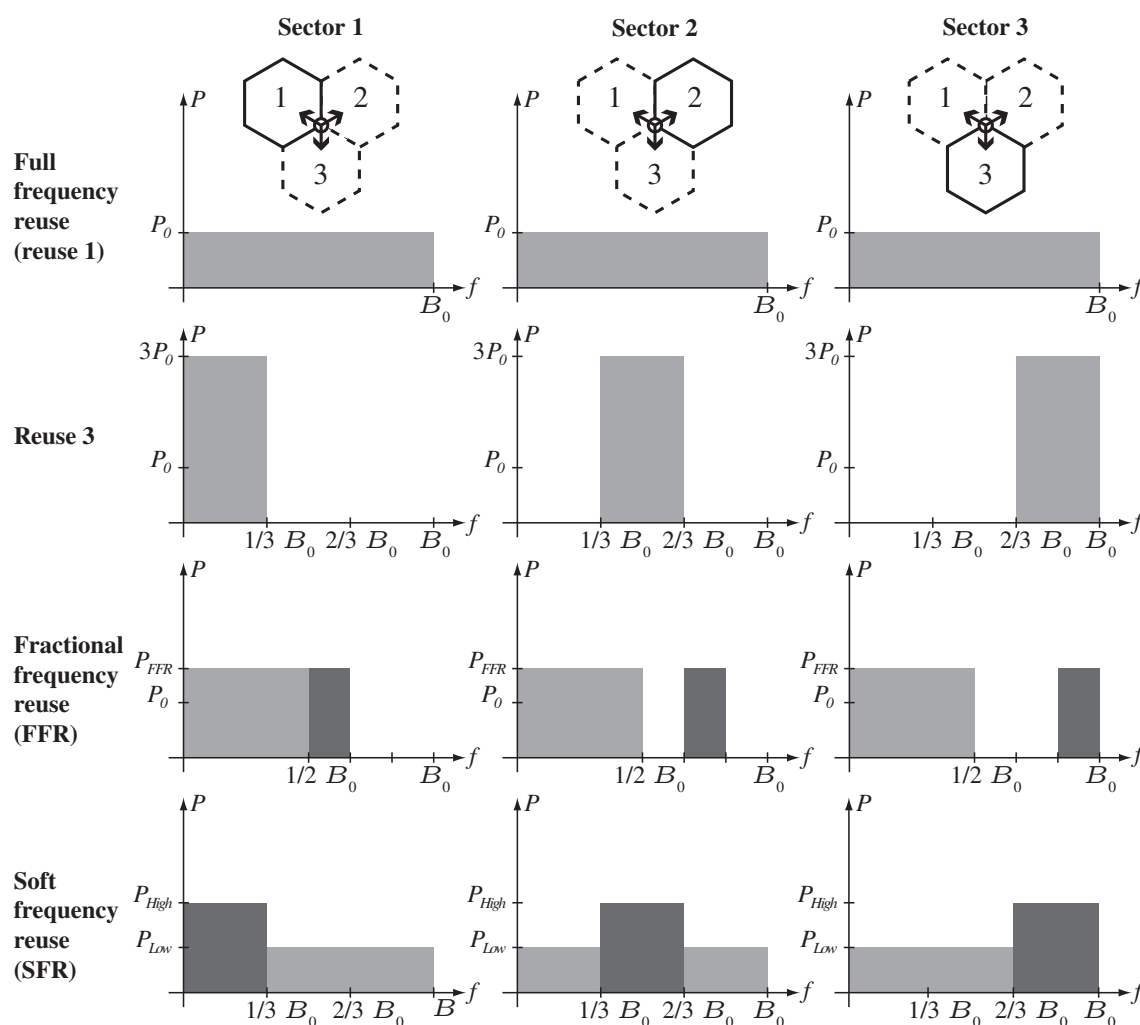 Sector 1
Sector 2
Sector 3
1 2
3
1 2
3
1 2
3
Full
frequency
reuse
(reuse 1)
P
P0
B0
f
P
P0
B0
f
P
P0
B0
f
Reuse 3
P
3P0
P0
1/3 B0 2/3 B0 B0
f
P
3P0
P0
1/3 B0 2/3 B0 B0
f
P
3P0
P0
1/3 B0 2/3 B0 B0
f
Fractional
frequency
reuse
(FFR)
P
PFFR
P0
1/2 B0 B0
f
P
PFFR
P0
1/2 B0 B0
f
P
PFFR
P0
1/2 B0 B0
f
Soft
frequency
reuse
(SFR)
P
PHigh
PLow
1/3 B0 2/3 B0 B
f
P
PHigh
PLow
1/3 B0 2/3 B0 B0
f
P
PHigh
PLow
1/3 B0 2/3 B0 B0
f